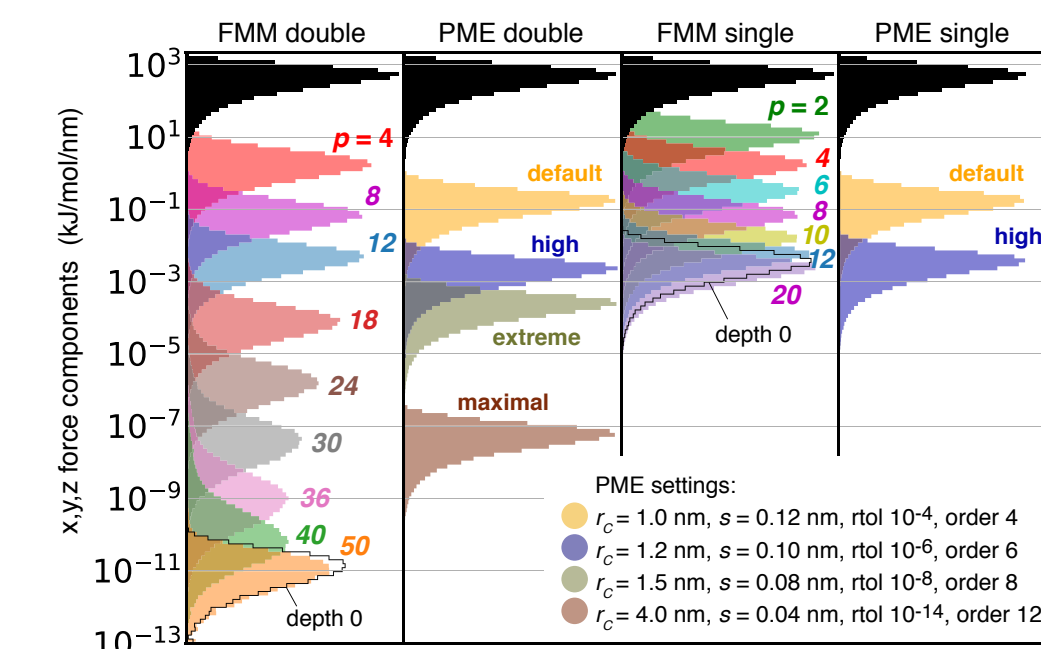 FMM double PME double FMM single PME single
x,y,z force components (kJ/mol/nm)
10³
10¹
10⁻¹
10⁻³
10⁻⁵
10⁻⁷
10⁻⁹
10⁻¹¹
10⁻¹³
p = 4
8
12
18
24
30
36
40
50
depth 0
default
high
extreme
maximal
p = 2
4
6
8
10
12
20
depth 0
default
high
PME settings:
r_C = 1.0 nm, s = 0.12 nm, rtol 10⁻⁴, order 4
r_C = 1.2 nm, s = 0.10 nm, rtol 10⁻⁶, order 6
r_C = 1.5 nm, s = 0.08 nm, rtol 10⁻⁸, order 8
r_C = 4.0 nm, s = 0.04 nm, rtol 10⁻¹⁴, order 12